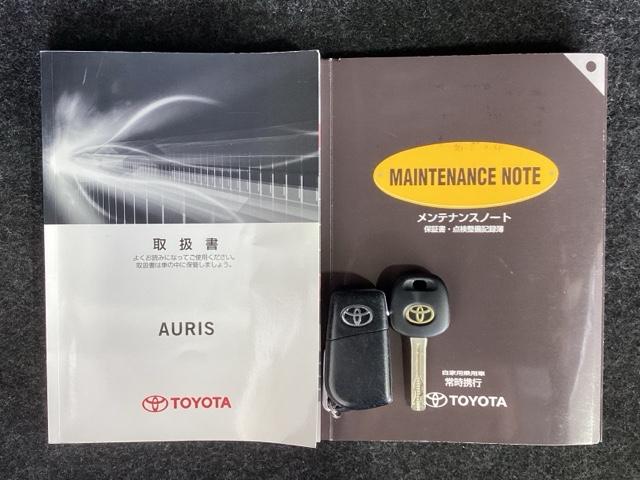 取扱書
よくお読みになってご使用ください。
取扱書は車の中に保管しましょう。
AURIS
TOYOTA
MAINTENANCE NOTE
メンテナンスノート
保証書・点検整備記録簿
自家用乗用車
常時携行
TOYOTA